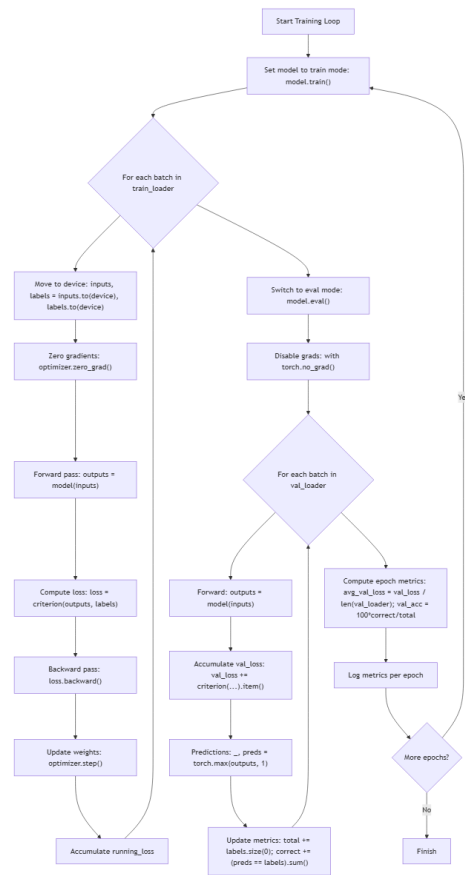 Start Training Loop
Set model to train mode:
model.train()
For each batch in
train_loader
Move to device: inputs,
labels = inputs.to(device),
labels.to(device)
Zero gradients:
optimizer.zero_grad()
Forward pass: outputs =
model(inputs)
Compute loss: loss =
criterion(outputs, labels)
Backward pass:
loss.backward()
Update weights:
optimizer.step()
Accumulate running_loss
Switch to eval mode:
model.eval()
Disable grads: with
torch.no_grad()
For each batch in
val_loader
Forward: outputs =
model(inputs)
Accumulate val_loss:
val_loss +=
criterion(...).item()
Predictions: _, preds =
torch.max(outputs, 1)
Update metrics: total +=
labels.size(0); correct +=
(preds == labels).sum()
Compute epoch metrics:
avg_val_loss = val_loss /
len(val_loader); val_acc =
100*correct/total
Log metrics per epoch
More epochs?
Ye
No
Finish